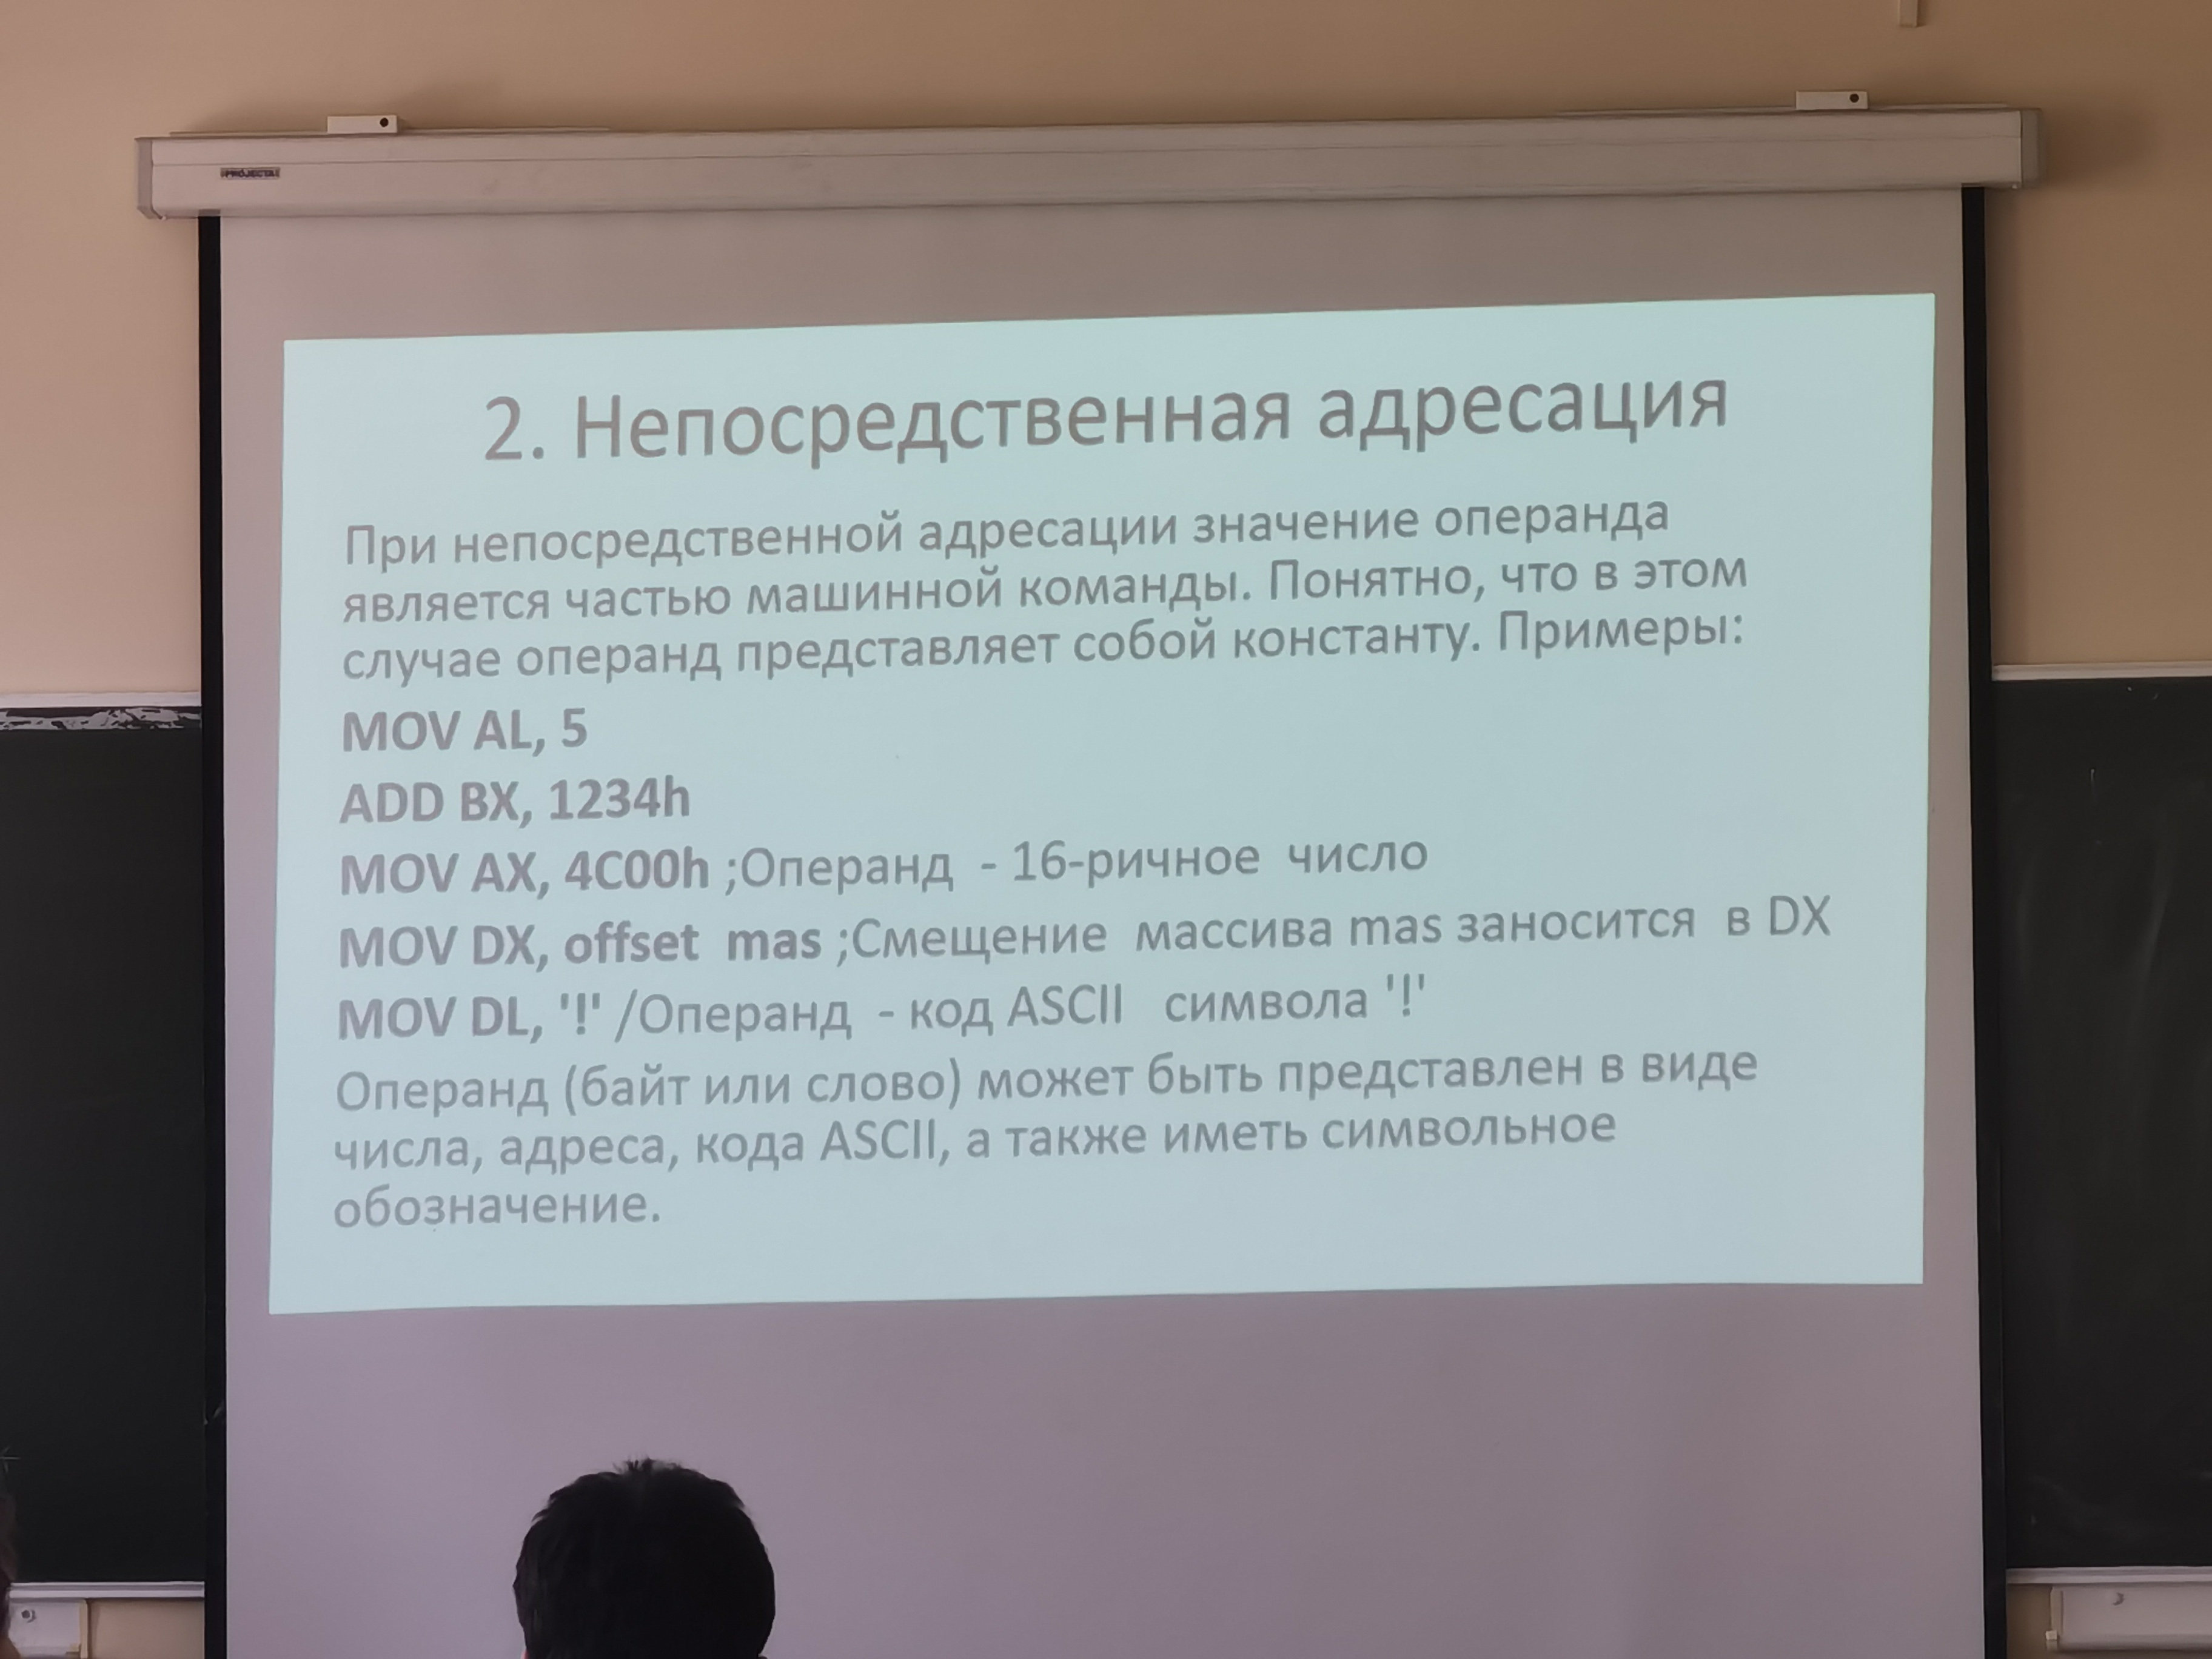 PROJECTA
2. Непосредственная адресация
При непосредственной адресации значение операнда
является частью машинной команды. Понятно, что в этом
случае операнд представляет собой константу. Примеры:
MOV AL, 5
ADD BX, 1234h
MOV AX, 4C00h ;Операнд - 16-ричное число
MOV DX, offset mas ;Смещение массива mas заносится в DX
MOV DL, '!' /Операнд - код ASCII символа '!'
Операнд (байт или слово) может быть представлен в виде
числа, адреса, кода ASCII, а также иметь символьное
обозначение.